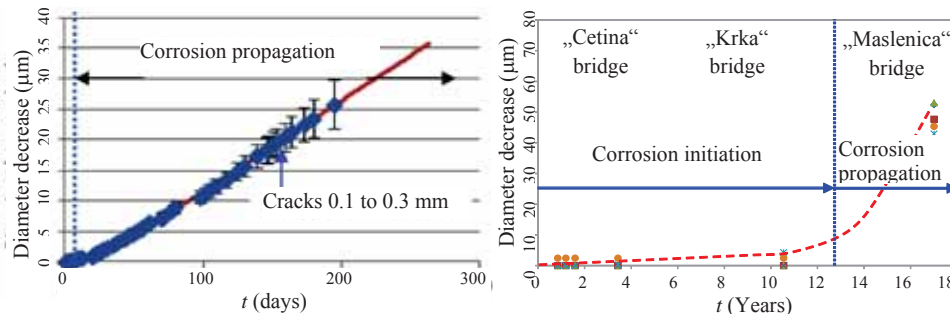 Diameter decrease (μm)
40
35
30
25
20
15
10
5
0
Corrosion propagation
Cracks 0.1 to 0.3 mm
0
100
200
300
t (days)
Diameter decrease (μm)
80
70
60
50
40
30
20
10
0
„Cetina“
bridge
„Krka“
bridge
„Maslenica“
bridge
Corrosion initiation
Corrosion
propagation
0
2
4
6
8
10
12
14
16
18
t (Years)